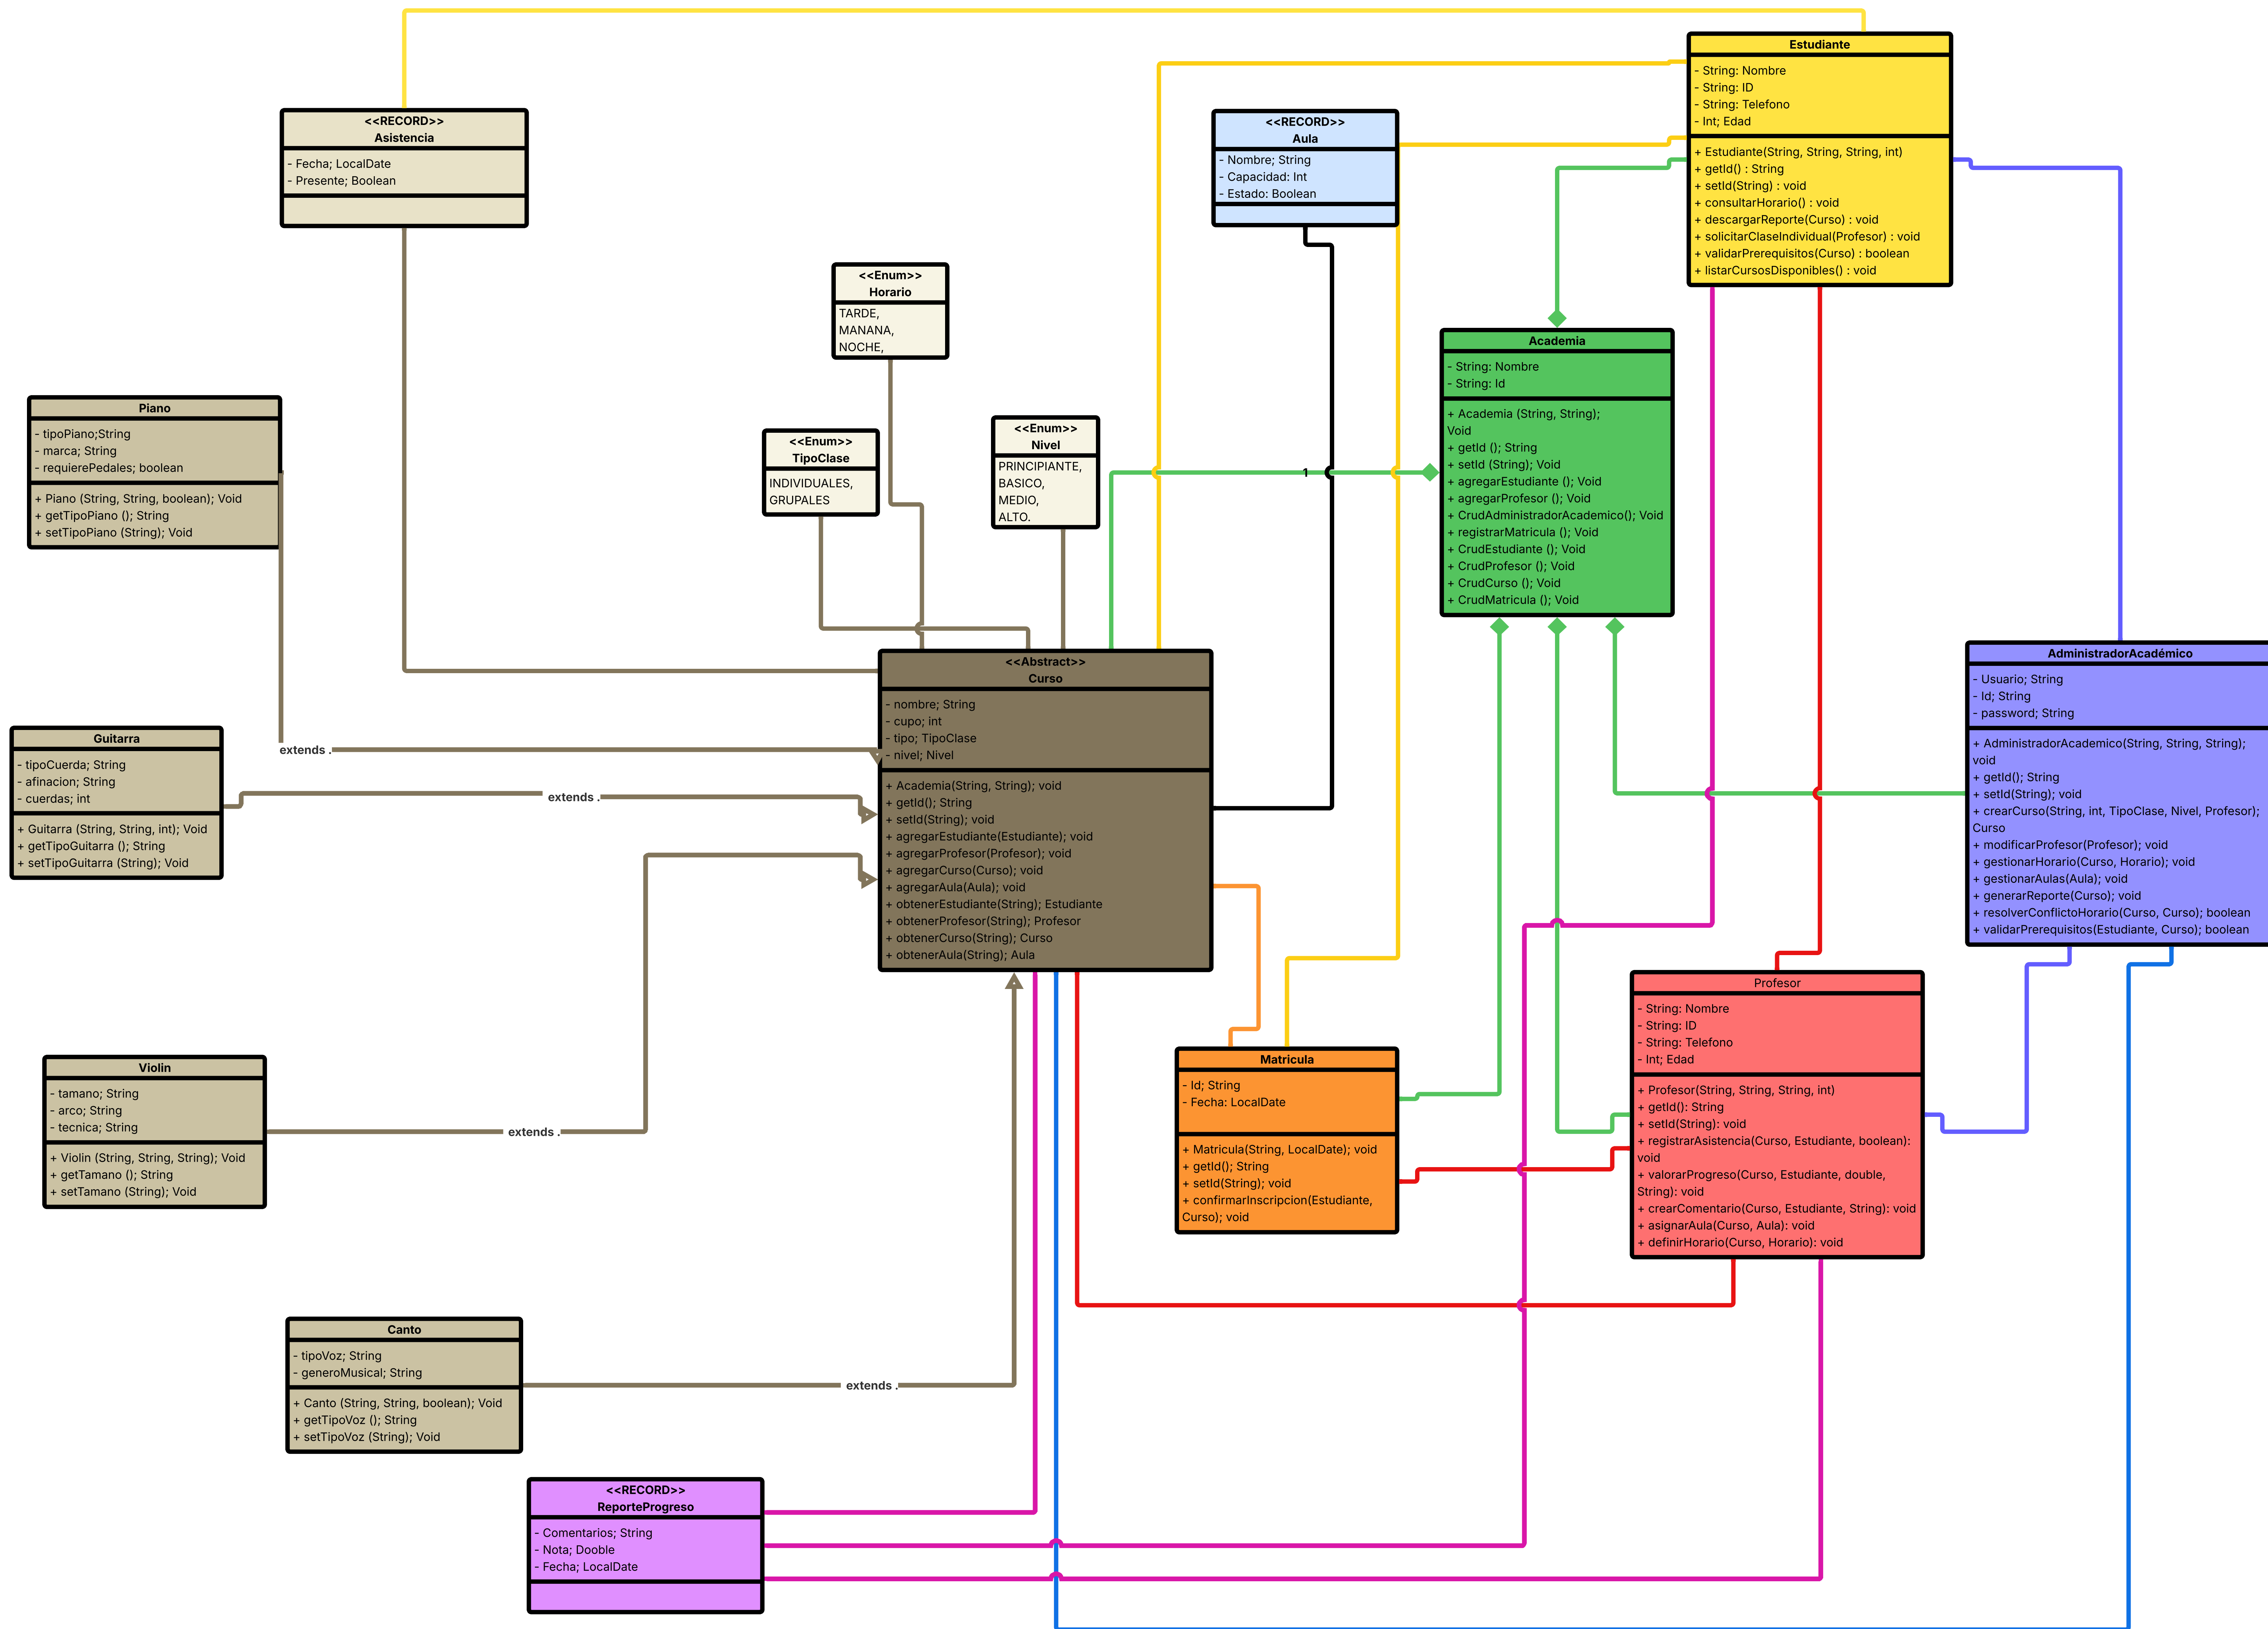 Estudiante
- String: Nombre
- String: ID
- String: Telefono
- Int; Edad
+ Estudiante(String, String, String, int)
+ getId() : String
+ setId(String) : void
+ consultarHorario() : void
+ descargarReporte(Curso) : void
+ solicitarClaseIndividual(Profesor) : void
+ validarPrerequisitos(Curso) : boolean
+ listarCursosDisponibles() : void
<<RECORD>>
Asistencia
- Fecha; LocalDate
- Presente; Boolean
<<RECORD>>
Aula
- Nombre; String
- Capacidad: Int
- Estado: Boolean
<<Enum>>
Horario
TARDE,
MANANA,
NOCHE,
Academia
- String: Nombre
- String: Id
+ Academia (String, String);
Void
+ getId (); String
+ setId (String); Void
+ agregarEstudiante (); Void
+ agregarProfesor (); Void
+ CrudAdministradorAcademico(); Void
+ registrarMatricula (); Void
+ CrudEstudiante (); Void
+ CrudProfesor (); Void
+ CrudCurso (); Void
+ CrudMatricula (); Void
Piano
- tipoPiano;String
- marca; String
- requierePedales; boolean
+ Piano (String, String, boolean); Void
+ getTipoPiano (); String
+ setTipoPiano (String); Void
<<Enum>>
TipoClase
INDIVIDUALES,
GRUPALES
<<Enum>>
Nivel
PRINCIPIANTE,
BASICO,
MEDIO,
ALTO.
1
<<Abstract>>
Curso
- nombre; String
- cupo; int
- tipo; TipoClase
- nivel; Nivel
+ Academia(String, String); void
+ getId(); String
+ setId(String); void
+ agregarEstudiante(Estudiante); void
+ agregarProfesor(Profesor); void
+ agregarCurso(Curso); void
+ agregarAula(Aula); void
+ obtenerEstudiante(String); Estudiante
+ obtenerProfesor(String); Profesor
+ obtenerCurso(String); Curso
+ obtenerAula(String); Aula
AdministradorAcadémico
- Usuario; String
- Id; String
- password; String
+ AdministradorAcademico(String, String, String);
void
+ getId(); String
+ setId(String); void
+ crearCurso(String, int, TipoClase, Nivel, Profesor);
Curso
+ modificarProfesor(Profesor); void
+ gestionarHorario(Curso, Horario); void
+ gestionarAulas(Aula); void
+ generarReporte(Curso); void
+ resolverConflictoHorario(Curso, Curso); boolean
+ validarPrerequisitos(Estudiante, Curso); boolean
extends .
Guitarra
- tipoCuerda; String
- afinacion; String
- cuerdas; int
+ Guitarra (String, String, int); Void
+ getTipoGuitarra (); String
+ setTipoGuitarra (String); Void
extends .
Profesor
- String: Nombre
- String: ID
- String: Telefono
- Int; Edad
+ Profesor(String, String, String, int)
+ getId(): String
+ setId(String): void
+ registrarAsistencia(Curso, Estudiante, boolean):
void
+ valorarProgreso(Curso, Estudiante, double,
String): void
+ crearComentario(Curso, Estudiante, String): void
+ asignarAula(Curso, Aula): void
+ definirHorario(Curso, Horario): void
Matricula
- Id; String
- Fecha: LocalDate
+ Matricula(String, LocalDate); void
+ getId(); String
+ setId(String); void
+ confirmarInscripcion(Estudiante,
Curso); void
Violin
- tamano; String
- arco; String
- tecnica; String
+ Violin (String, String, String); Void
+ getTamano (); String
+ setTamano (String); Void
extends .
Canto
- tipoVoz; String
- generoMusical; String
+ Canto (String, String, boolean); Void
+ getTipoVoz (); String
+ setTipoVoz (String); Void
extends .
<<RECORD>>
ReporteProgreso
- Comentarios; String
- Nota; Dooble
- Fecha; LocalDate